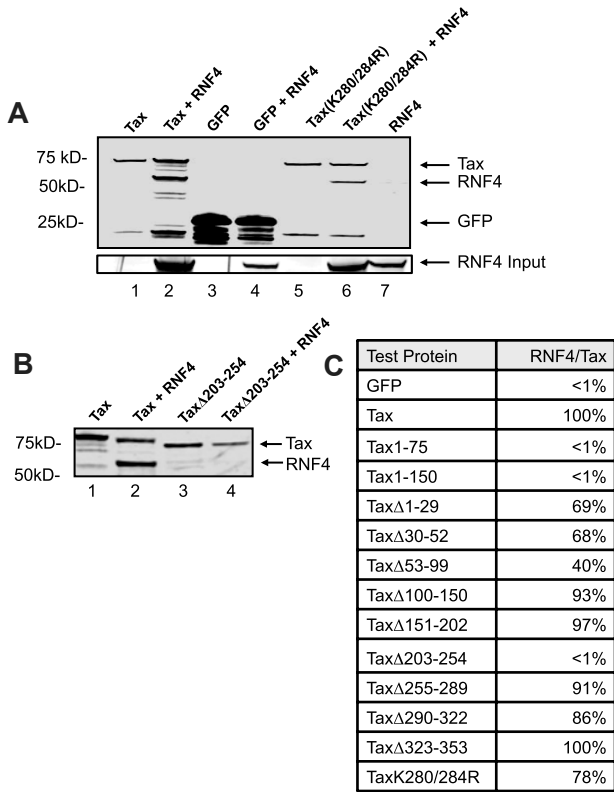 A
Tax
Tax + RNF4
GFP
GFP + RNF4
Tax(K280/284R)
Tax(K280/284R) + RNF4
RNF4
75 kD-
50kD-
25kD-
Tax
RNF4
GFP
RNF4 Input
1 2 3 4 5 6 7
B
Tax
Tax + RNF4
TaxΔ203-254
TaxΔ203-254 + RNF4
75kD-
50kD-
Tax
RNF4
1 2 3 4
C
Test Protein RNF4/Tax
GFP <1%
Tax 100%
Tax1-75 <1%
Tax1-150 <1%
TaxΔ1-29 69%
TaxΔ30-52 68%
TaxΔ53-99 40%
TaxΔ100-150 93%
TaxΔ151-202 97%
TaxΔ203-254 <1%
TaxΔ255-289 91%
TaxΔ290-322 86%
TaxΔ323-353 100%
TaxK280/284R 78%